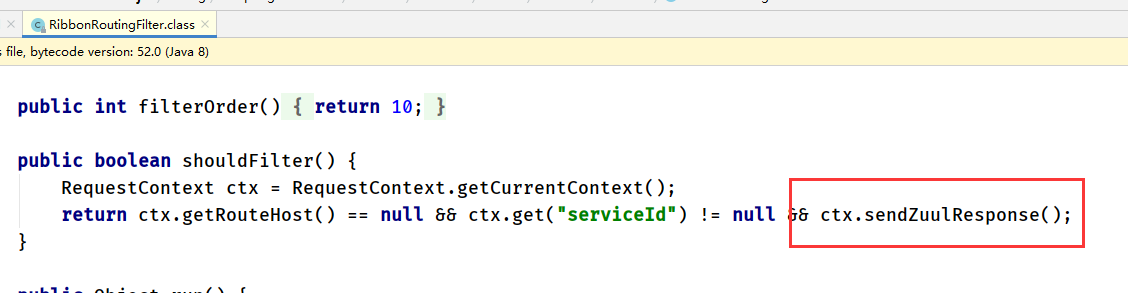 RibbonRoutingFilter.class
s file, bytecode version: 52.0 (Java 8)
public int filterOrder() { return 10; }
public boolean shouldFilter() {
RequestContext ctx = RequestContext.getCurrentContext();
return ctx.getRouteHost() == null && ctx.get("serviceId") != null && ctx.sendZuulResponse();
}